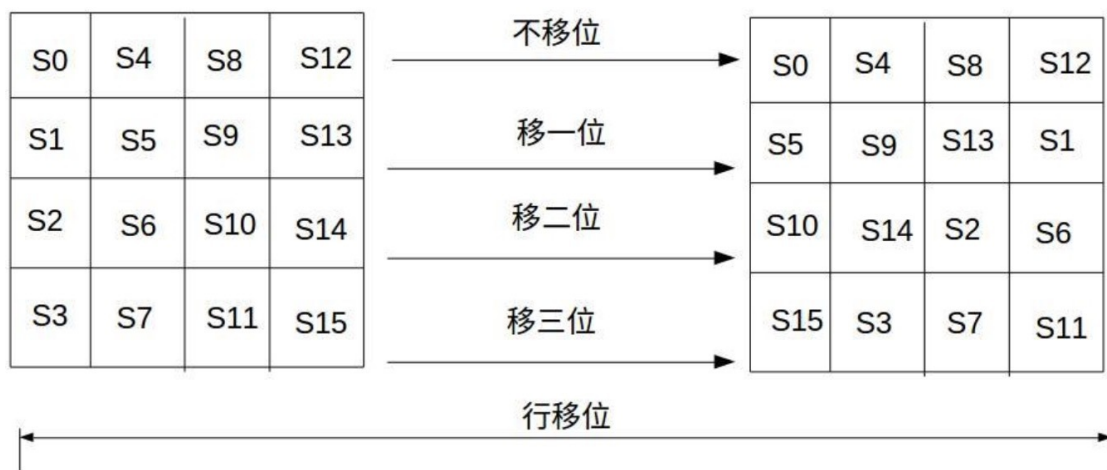 S0 S4 S8 S12 不移位 S0 S4 S8 S12
S1 S5 S9 S13 移一位 S5 S9 S13 S1
S2 S6 S10 S14 移二位 S10 S14 S2 S6
S3 S7 S11 S15 移三位 S15 S3 S7 S11
行移位